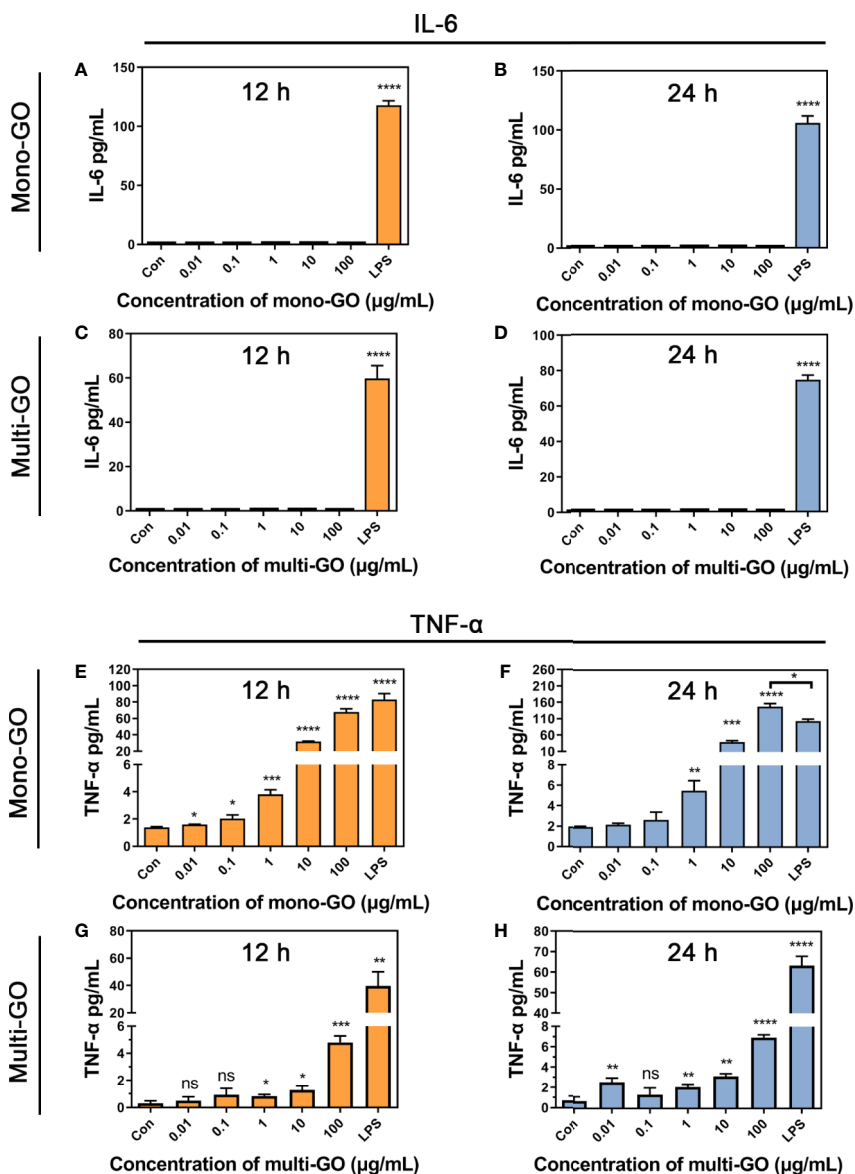 IL-6
Mono-GO
A
12 h
****
IL-6 pg/mL
150
100
50
0
Con 0.01 0.1 1 10 100 LPS
Concentration of mono-GO (µg/mL)
B
24 h
****
IL-6 pg/mL
150
100
50
0
Con 0.01 0.1 1 10 100 LPS
Concentration of mono-GO (µg/mL)
Multi-GO
C
12 h
****
IL-6 pg/mL
80
60
40
20
0
Con 0.01 0.1 1 10 100 LPS
Concentration of multi-GO (µg/mL)
D
24 h
****
IL-6 pg/mL
100
80
60
40
20
0
Con 0.01 0.1 1 10 100 LPS
Concentration of multi-GO (µg/mL)
TNF-α
Mono-GO
E
12 h
* * *** **** **** ****
TNF-α pg/mL
120
100
80
60
40
20
6
4
2
0
Con 0.01 0.1 1 10 100 LPS
Concentration of mono-GO (µg/mL)
F
24 h
** *** **** *
TNF-α pg/mL
260
210
160
110
60
10
8
6
4
2
0
Con 0.01 0.1 1 10 100 LPS
Concentration of mono-GO (µg/mL)
Multi-GO
G
12 h
ns ns * * *** **
TNF-α pg/mL
80
60
40
20
6
4
2
0
Con 0.01 0.1 1 10 100 LPS
Concentration of multi-GO (µg/mL)
H
24 h
** ns ** ** **** ****
TNF-α pg/mL
80
70
60
50
40
8
6
4
2
0
Con 0.01 0.1 1 10 100 LPS
Concentration of multi-GO (µg/mL)